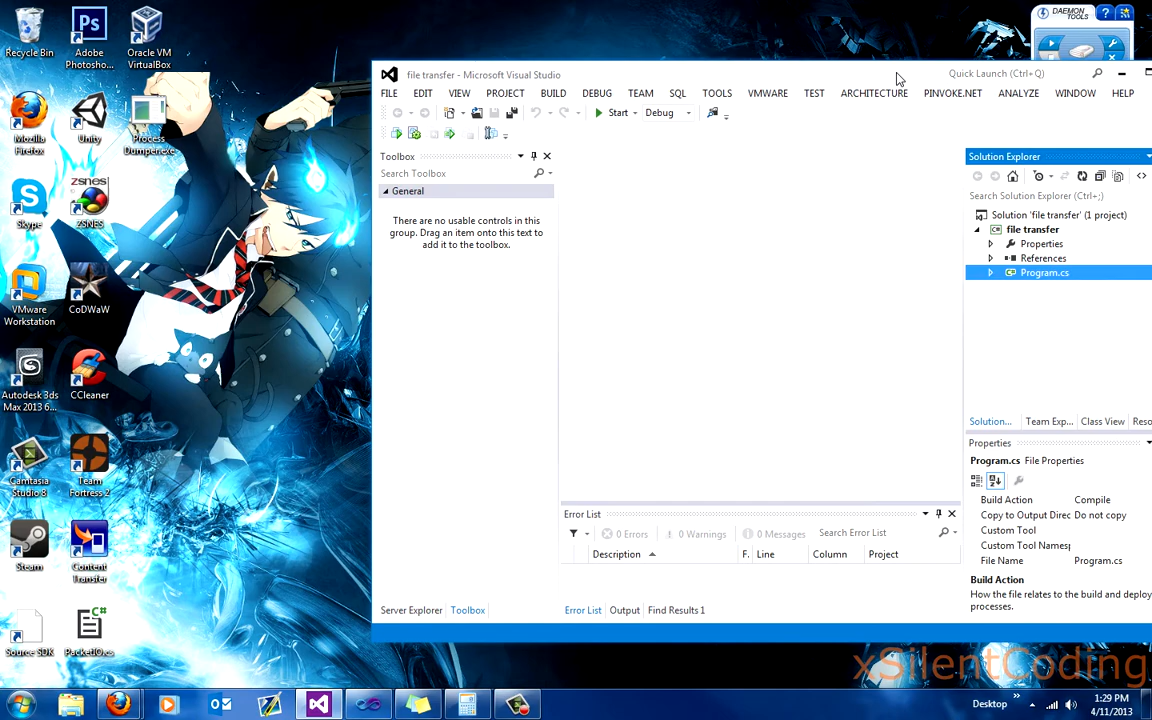 Recycle Bin
Adobe
Photosho...
Oracle VM
VirtualBox
Mozilla
Firefox
Unity
Process
Dumper.exe
Skype
zsnes
ZSNES
VMware
Workstation
CoDWaW
Autodesk 3ds
Max 2013 6...
CCleaner
Camtasia
Studio 8
Team
Fortress 2
Steam
Content
Transfer
Source SDK
PacketIO.cs
DAEMON
TOOLS
file transfer - Microsoft Visual Studio
Quick Launch (Ctrl+Q)
FILE EDIT VIEW PROJECT BUILD DEBUG TEAM SQL TOOLS VMWARE TEST ARCHITECTURE PINVOKE.NET ANALYZE WINDOW HELP
Start Debug
Toolbox
Search Toolbox
General
There are no usable controls in this
group. Drag an item onto this text to
add it to the toolbox.
Server Explorer Toolbox
Error List
0 Errors 0 Warnings 0 Messages Search Error List
Description F. Line Column Project
Error List Output Find Results 1
Solution Explorer
Search Solution Explorer (Ctrl+;)
Solution 'file transfer' (1 project)
file transfer
Properties
References
Program.cs
Solution... Team Exp... Class View Reso
Properties
Program.cs File Properties
Build Action Compile
Copy to Output Direc Do not copy
Custom Tool
Custom Tool Namesp
File Name Program.cs
Build Action
How the file relates to the build and deploy
processes.
xSilentCoding
Desktop
1:29 PM
4/11/2013